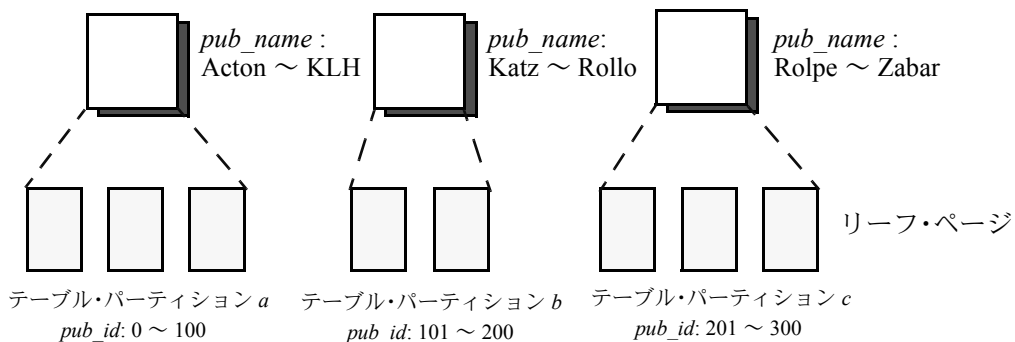 pub_name :
Acton ～ KLH
pub_name:
Katz ～ Rollo
pub_name :
Rolpe ～ Zabar
リーフ・ページ
テーブル・パーティション a
pub_id: 0 ～ 100
テーブル・パーティション b
pub_id: 101 ～ 200
テーブル・パーティション c
pub_id: 201 ～ 300